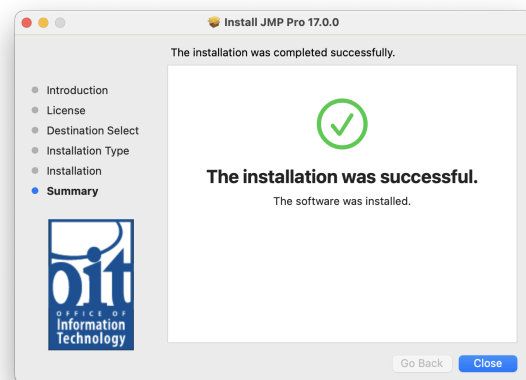 Install JMP Pro 17.0.0
The installation was completed successfully.
Introduction
License
Destination Select
Installation Type
Installation
Summary
The installation was successful.
The software was installed.
oit
OFFICE OF
Information
Technology
Go Back
Close